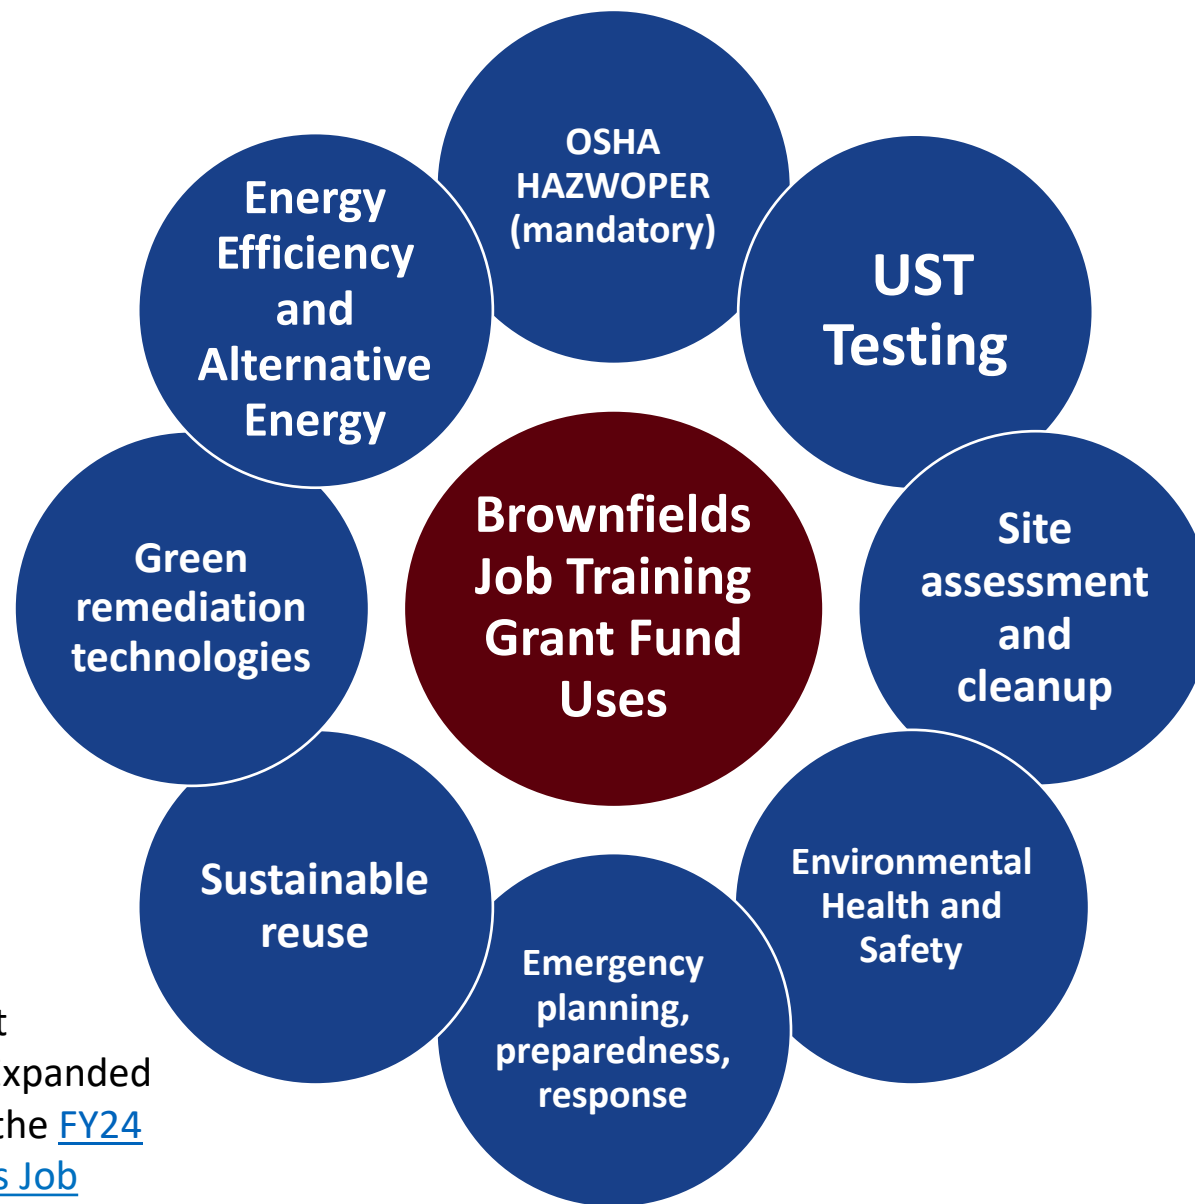 OSHA
HAZWOPER
(mandatory)
UST
Testing
Site
assessment
and
cleanup
Environmental
Health and
Safety
Emergency
planning,
preparedness,
response
Sustainable
reuse
Green
remediation
technologies
Energy
Efficiency
and
Alternative
Energy
Brownfields
Job Training
Grant Fund
Uses
xpanded
the FY24
s Job